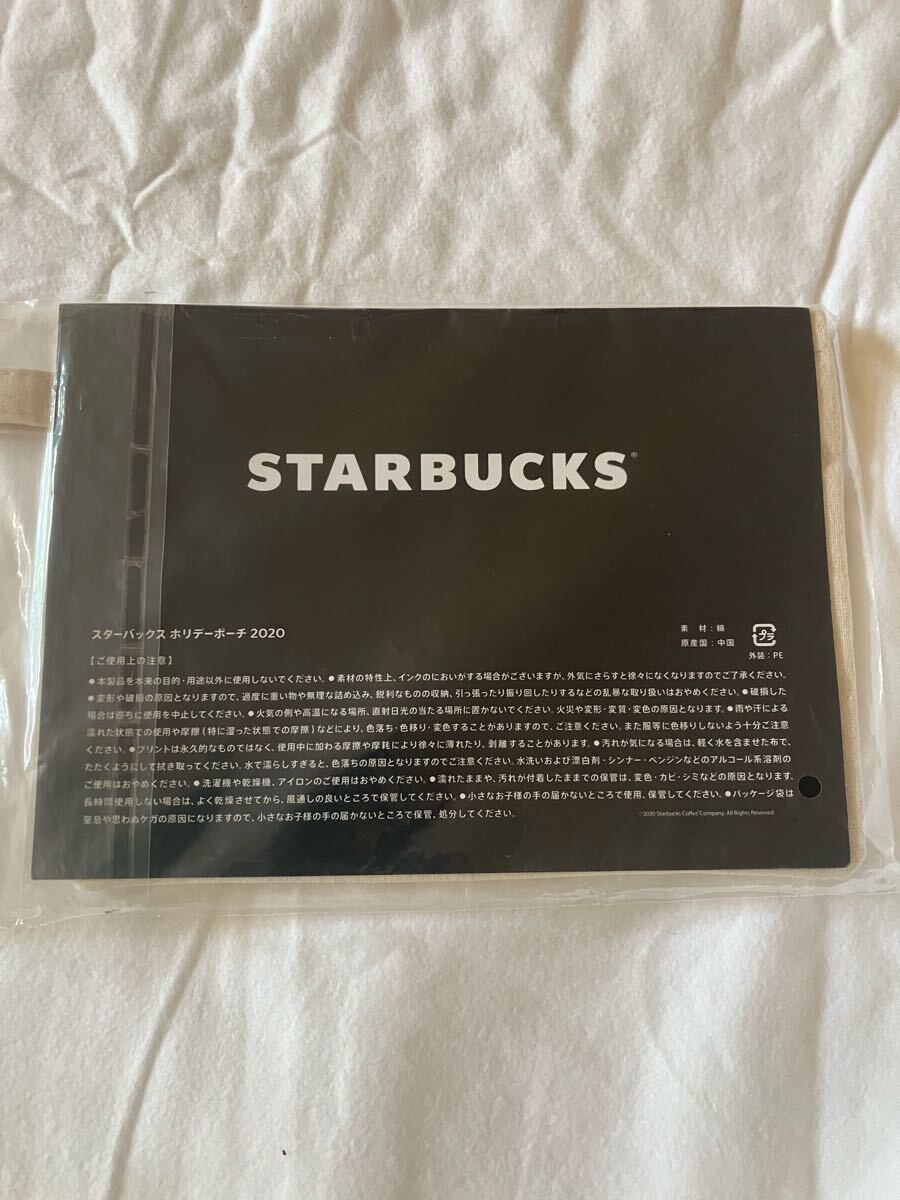 STARBUCKS®
スターバックス ホリデーポーチ 2020
素 材：綿
原産国：中国
プラ
外装：PE
【ご使用上の注意】
●本製品を本来の目的・用途以外に使用しないでください。●素材の特性上、インクのにおいがする場合がございますが、外気にさらすと徐々になくなりますのでご了承ください。
●変形や破損の原因となりますので、過度に重い物や無理な詰め込み、鋭利なものの収納、引っ張ったり振り回したりするなどの乱暴な取り扱いはおやめください。●破損した
場合は直ちに使用を中止してください。●火気の側や高温になる場所、直射日光の当たる場所に置かないでください。火災や変形・変質・変色の原因となります。●雨や汗による
濡れた状態での使用や摩擦（特に湿った状態での摩擦）などにより、色落ち・色移り・変色することがありますので、ご注意ください。また服等に色移りしないよう十分ご注意
ください。●プリントは永久的なものではなく、使用中に加わる摩擦や摩耗により徐々に薄れたり、剥離することがあります。●汚れが気になる場合は、軽く水を含ませた布で、
たたくようにして拭き取ってください。水で濡らしすぎると、色落ちの原因となりますのでご注意ください。水洗いおよび漂白剤・シンナー・ベンジンなどのアルコール系溶剤の
ご使用はおやめください。●洗濯機や乾燥機、アイロンのご使用はおやめください。●濡れたままや、汚れが付着したままでの保管は、変色・カビ・シミなどの原因となります。
長時間使用しない場合は、よく乾燥させてから、風通しの良いところで保管してください。●小さなお子様の手の届かないところで使用、保管してください。●パッケージ袋は
窒息や思わぬケガの原因になりますので、小さなお子様の手の届かないところで保管、処分してください。
©2020 Starbucks Coffee Company. All Rights Reserved.